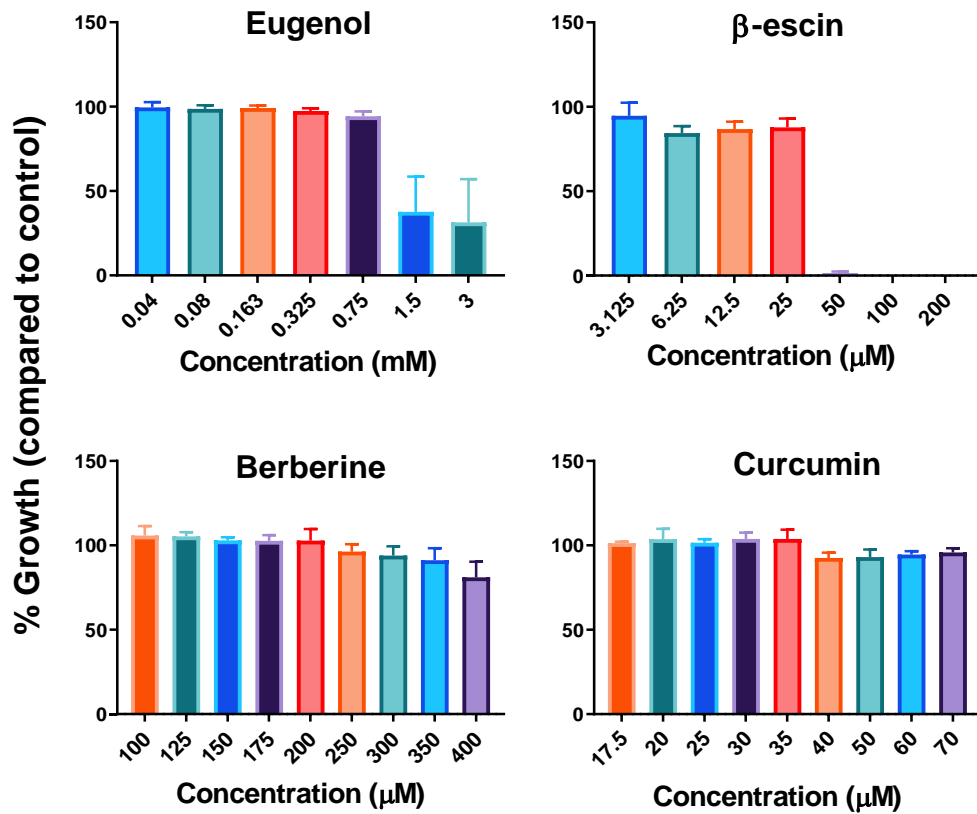 % Growth (compared to control)
Eugenol
150
100
50
0
0.04 0.08 0.163 0.325 0.75 1.5 3
Concentration (mM)
β-escin
150
100
50
0
3.125 6.25 12.5 25 50 100 200
Concentration (μM)
Berberine
150
100
50
0
100 125 150 175 200 250 300 350 400
Concentration (μM)
Curcumin
150
100
50
0
17.5 20 25 30 35 40 50 60 70
Concentration (μM)